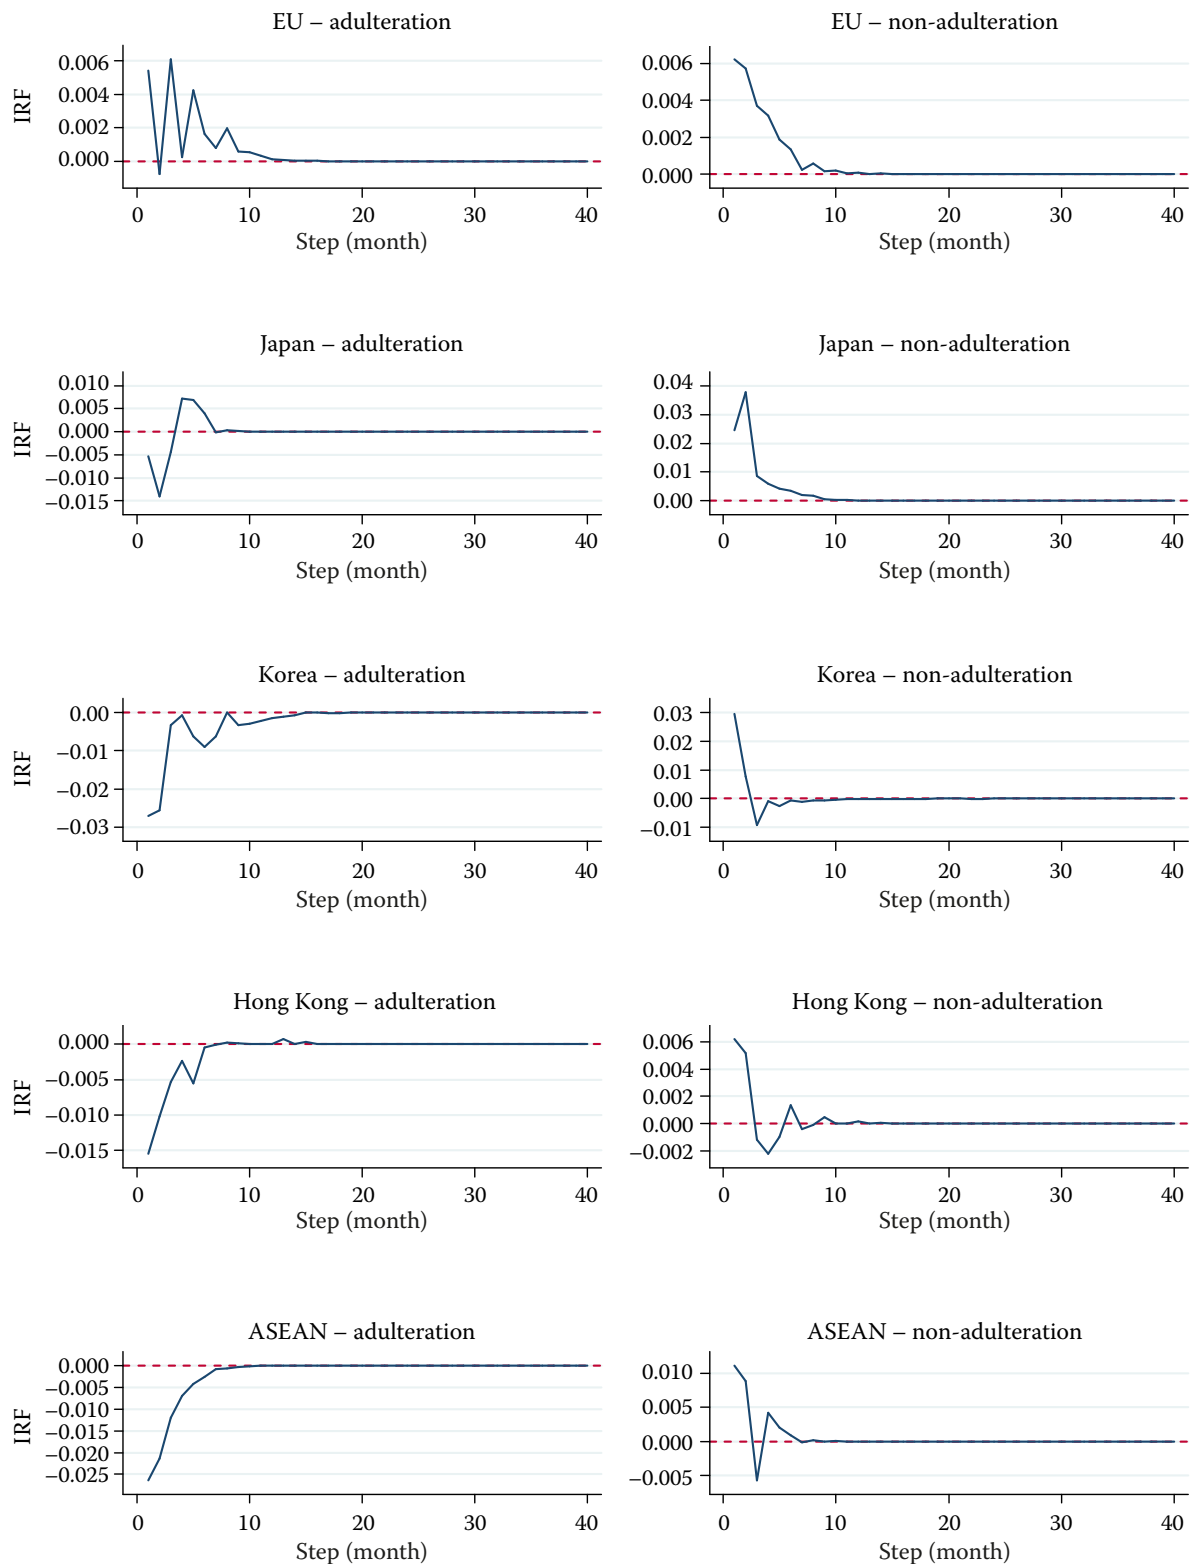 EU – adulteration
IRF
0.006
0.004
0.002
0.000
0 10 20 30 40
Step (month)
EU – non-adulteration
0.006
0.004
0.002
0.000
0 10 20 30 40
Step (month)
Japan – adulteration
IRF
0.010
0.005
0.000
−0.005
−0.010
−0.015
0 10 20 30 40
Step (month)
Japan – non-adulteration
0.04
0.03
0.02
0.01
0.00
0 10 20 30 40
Step (month)
Korea – adulteration
IRF
0.00
−0.01
−0.02
−0.03
0 10 20 30 40
Step (month)
Korea – non-adulteration
0.03
0.02
0.01
0.00
−0.01
0 10 20 30 40
Step (month)
Hong Kong – adulteration
IRF
0.000
−0.005
−0.010
−0.015
0 10 20 30 40
Step (month)
Hong Kong – non-adulteration
0.006
0.004
0.002
0.000
−0.002
0 10 20 30 40
Step (month)
ASEAN – adulteration
IRF
0.000
−0.005
−0.010
−0.015
−0.020
−0.025
0 10 20 30 40
Step (month)
ASEAN – non-adulteration
0.010
0.000
−0.005
0 10 20 30 40
Step (month)